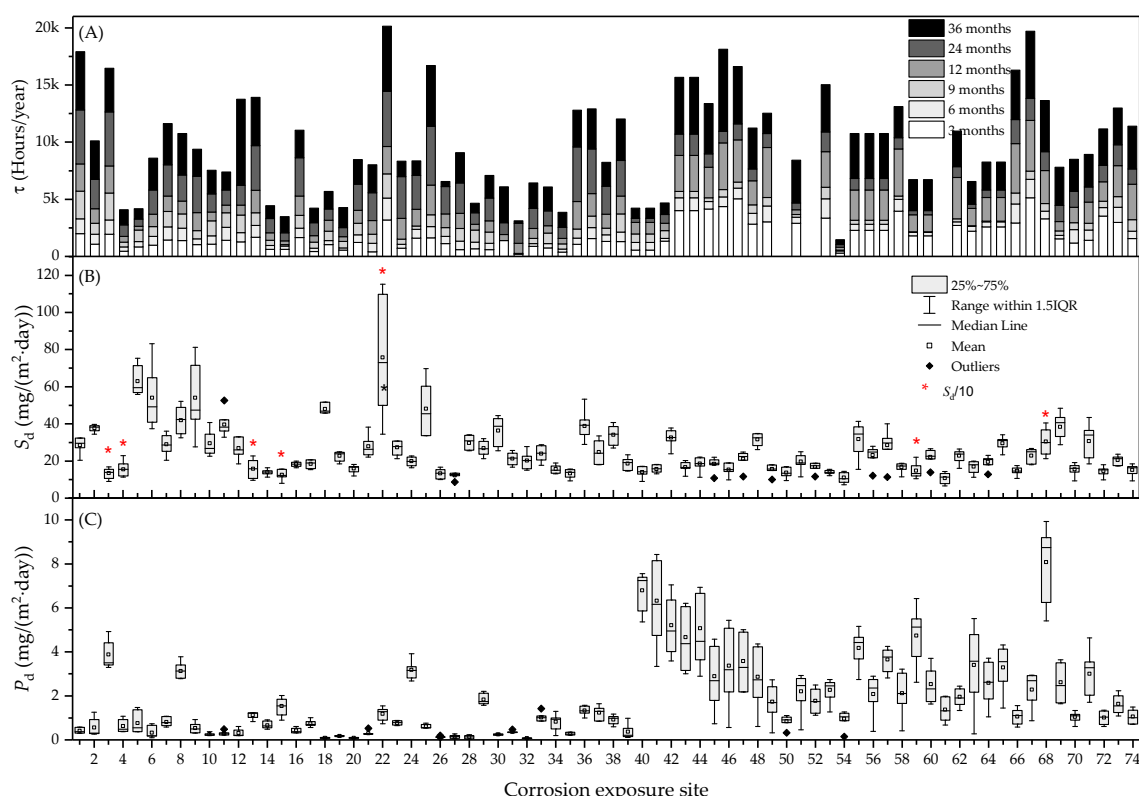 (A)
20k
15k
10k
5k
0
τ (Hours/year)
36 months
24 months
12 months
9 months
6 months
3 months
(B)
120
100
80
60
40
20
0
S_d (mg/(m²·day))
25%~75%
Range within 1.5IQR
Median Line
Mean
Outliers
* S_d/10
(C)
10
8
6
4
2
0
P_d (mg/(m²·day))
2 4 6 8 10 12 14 16 18 20 22 24 26 28 30 32 34 36 38 40 42 44 46 48 50 52 54 56 58 60 62 64 66 68 70 72 74
Corrosion exposure site